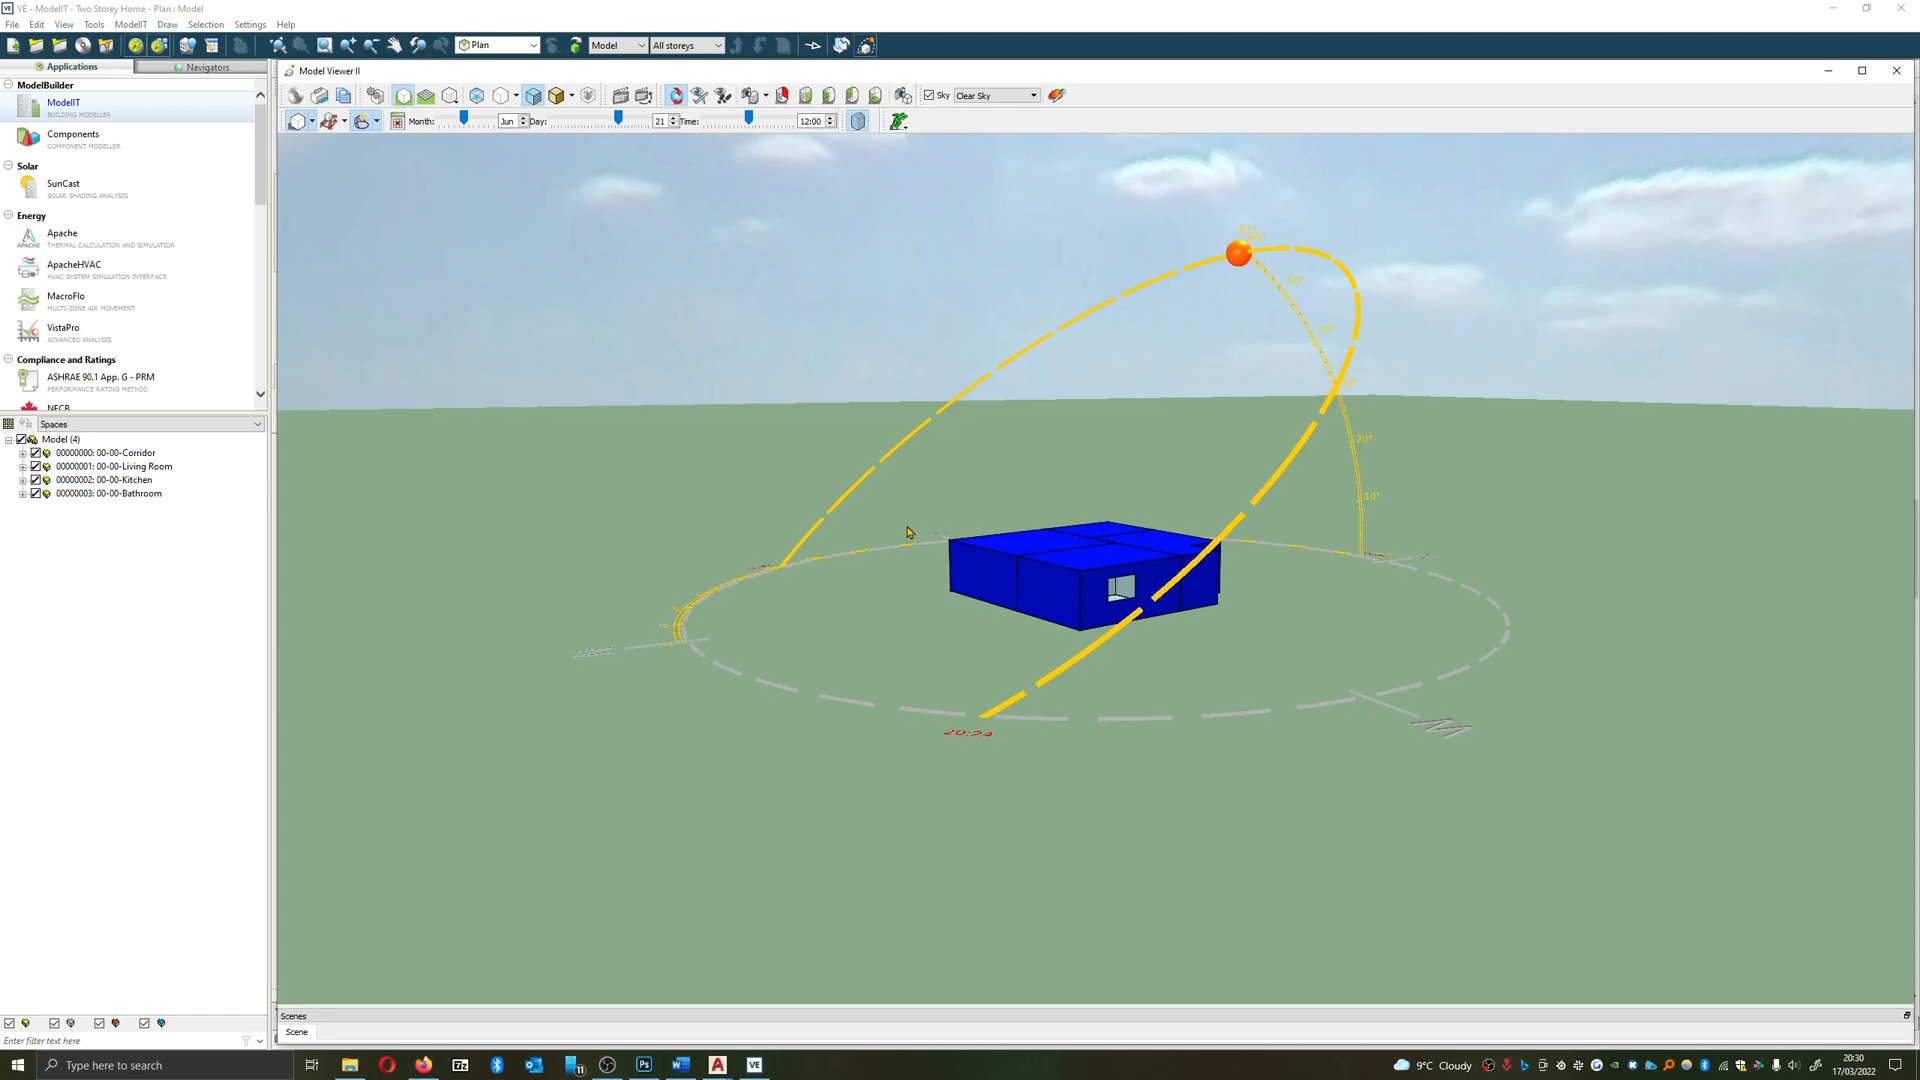 VE - ModelIT - Two Storey Home - Plan : Model
File Edit View Tools ModelIT Draw Selection Settings Help
Plan Model All storeys
Applications Navigators
Model Viewer II
Sky Clear Sky
Month: Jun Day: 21 Time: 12:00
ModelBuilder
ModelIT
BUILDING MODELLER
Components
COMPONENT MODELLER
Solar
SunCast
SOLAR SHADING ANALYSIS
Energy
Apache
THERMAL CALCULATION AND SIMULATION
ApacheHVAC
HVAC SYSTEM SIMULATION INTERFACE
MacroFlo
MULTI-ZONE AIR MOVEMENT
VistaPro
ADVANCED ANALYSIS
Compliance and Ratings
ASHRAE 90.1 App. G - PRM
PERFORMANCE RATING METHOD
NECB
Spaces
Model (4)
00000000: 00-00-Corridor
00000001: 00-00-Living Room
00000002: 00-00-Kitchen
00000003: 00-00-Bathroom
60°
50°
40°
20°
10°
20:24
Scenes
Scene
Enter filter text here
Type here to search
11
9°C Cloudy
20:30
17/03/2022